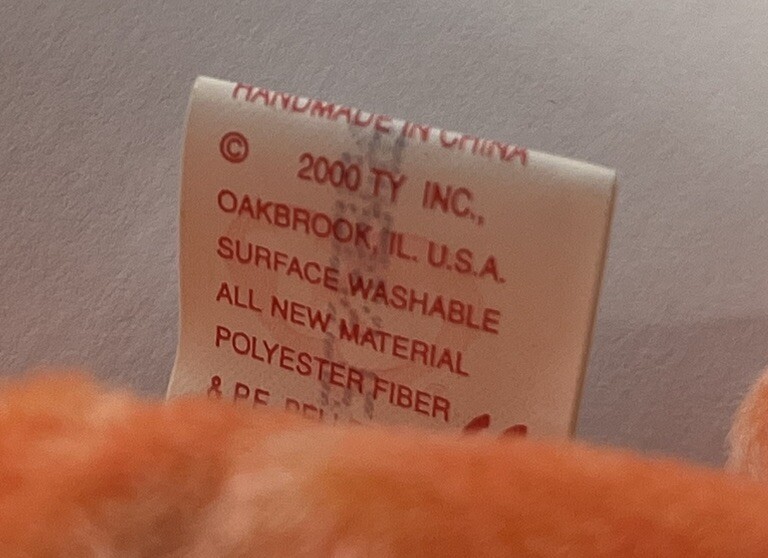 HANDMADE IN CHINA
© 2000 TY INC.,
OAKBROOK, IL. U.S.A.
SURFACE WASHABLE
ALL NEW MATERIAL
POLYESTER FIBER
& P.E.